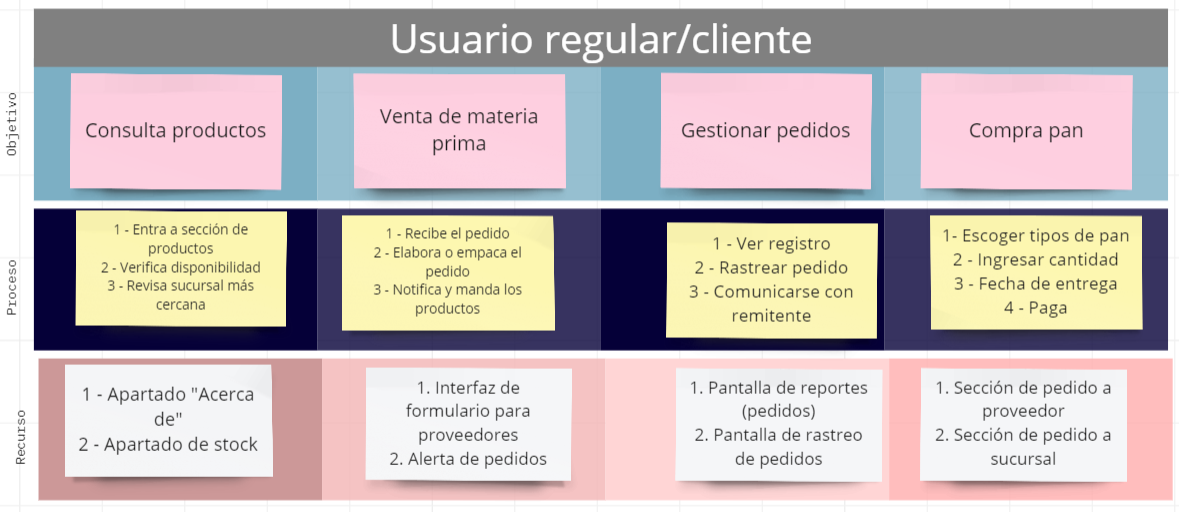 Usuario regular/cliente
Objetivo
Consulta productos
Venta de materia
prima
Gestionar pedidos
Compra pan
Proceso
1 - Entra a sección de
productos
2 - Verifica disponibilidad
3 - Revisa sucursal más
cercana
1 - Recibe el pedido
2 - Elabora o empaca el
pedido
3 - Notifica y manda los
productos
1 - Ver registro
2 - Rastrear pedido
3 - Comunicarse con
remitente
1- Escoger tipos de pan
2 - Ingresar cantidad
3 - Fecha de entrega
4 - Paga
Recurso
1 - Apartado "Acerca
de"
2 - Apartado de stock
1. Interfaz de
formulario para
proveedores
2. Alerta de pedidos
1. Pantalla de reportes
(pedidos)
2. Pantalla de rastreo
de pedidos
1. Sección de pedido a
proveedor
2. Sección de pedido a
sucursal